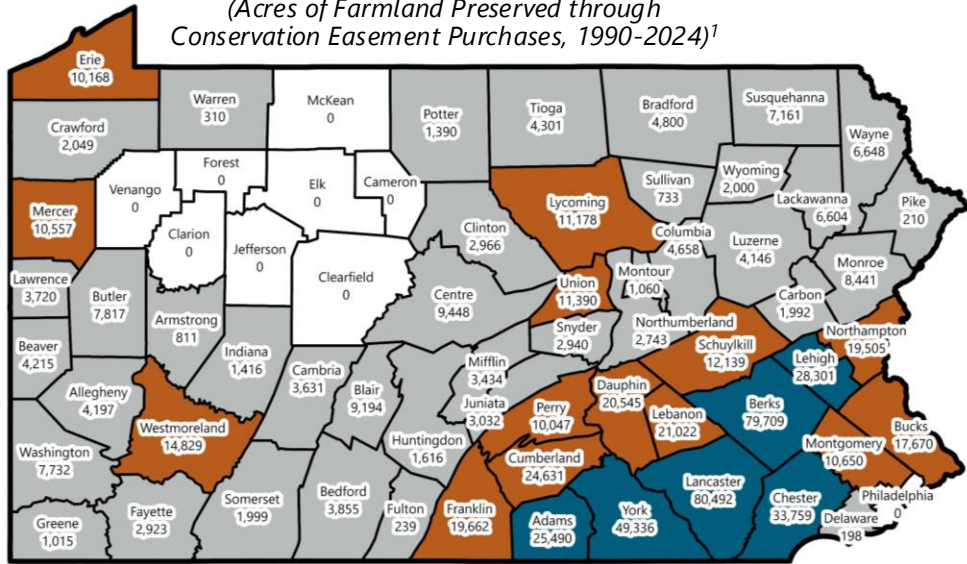 (Acres of Farmland Preserved through
Conservation Easement Purchases, 1990-2024)1
Erie
10,168
Warren
310
McKean
0
Potter
1,390
Tioga
4,301
Bradford
4,800
Susquehanna
7,161
Wayne
6,648
Crawford
2,049
Forest
0
Venango
0
Elk
0
Cameron
0
Sullivan
733
Wyoming
2,000
Lackawanna
6,604
Pike
210
Mercer
10,557
Clarion
0
Jefferson
0
Clinton
2,966
Lycoming
11,178
Columbia
4,658
Luzerne
4,146
Monroe
8,441
Lawrence
3,720
Butler
7,817
Armstrong
811
Clearfield
0
Centre
9,448
Union
11,390
Montour
1,060
Carbon
1,992
Northampton
19,505
Beaver
4,215
Indiana
1,416
Snyder
2,940
Northumberland
2,743
Schuylkill
12,139
Lehigh
28,301
Allegheny
4,197
Cambria
3,631
Blair
9,194
Mifflin
3,434
Juniata
3,032
Dauphin
20,545
Lebanon
21,022
Berks
79,709
Bucks
17,670
Westmoreland
14,829
Huntingdon
1,616
Perry
10,047
Montgomery
10,650
Washington
7,732
Cumberland
24,631
Lancaster
80,492
Chester
33,759
Philadelphia
0
Greene
1,015
Fayette
2,923
Somerset
1,999
Bedford
3,855
Fulton
239
Franklin
19,662
Adams
25,490
York
49,336
Delaware
198